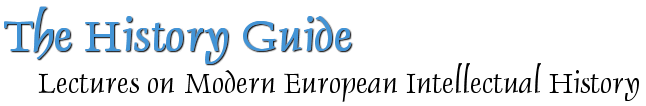 The History Guide
Lectures on Modern European Intellectual History